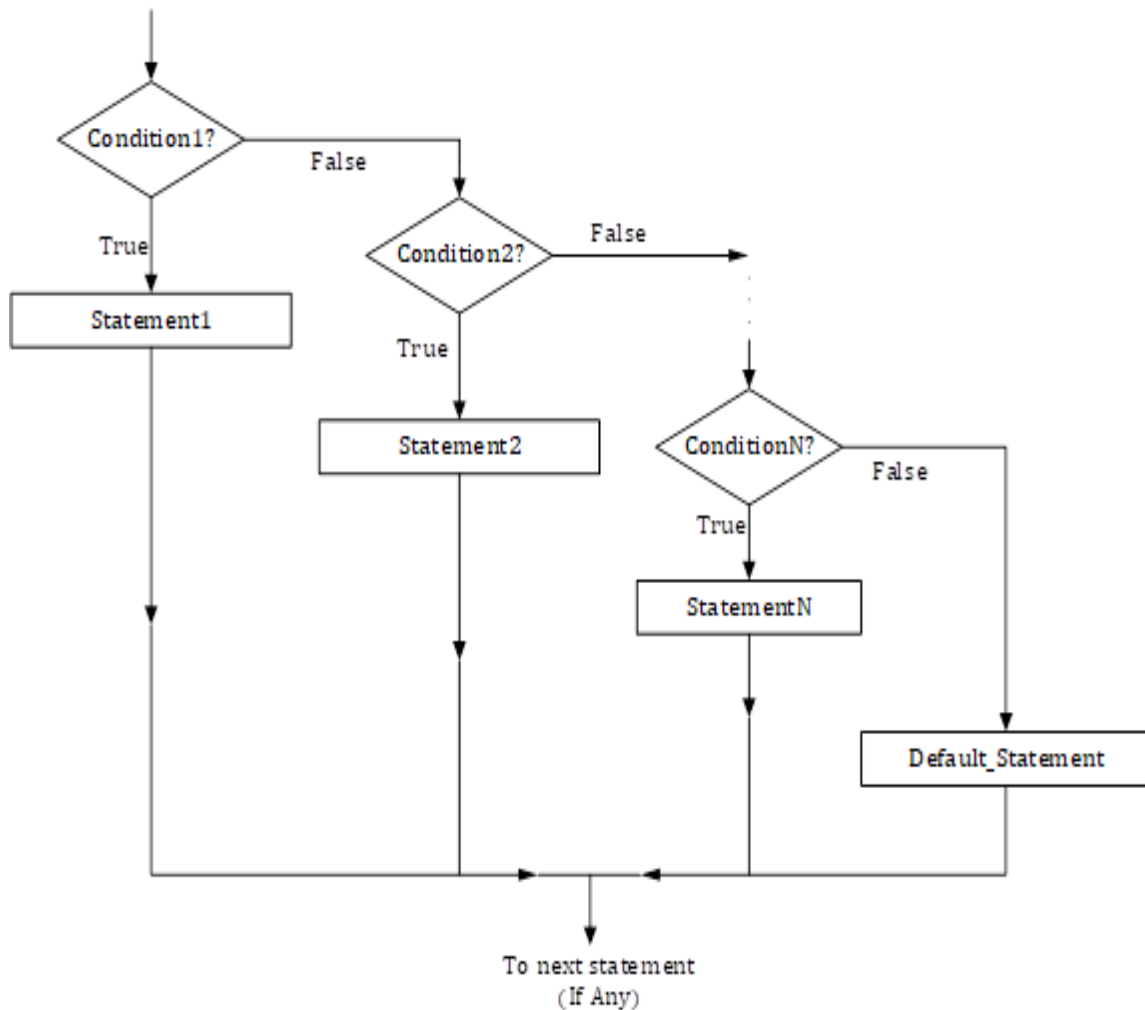 Condition1?
False
True
Statement1
Condition2?
False
True
Statement2
ConditionN?
False
True
StatementN
Default_Statement
To next statement
(If Any)